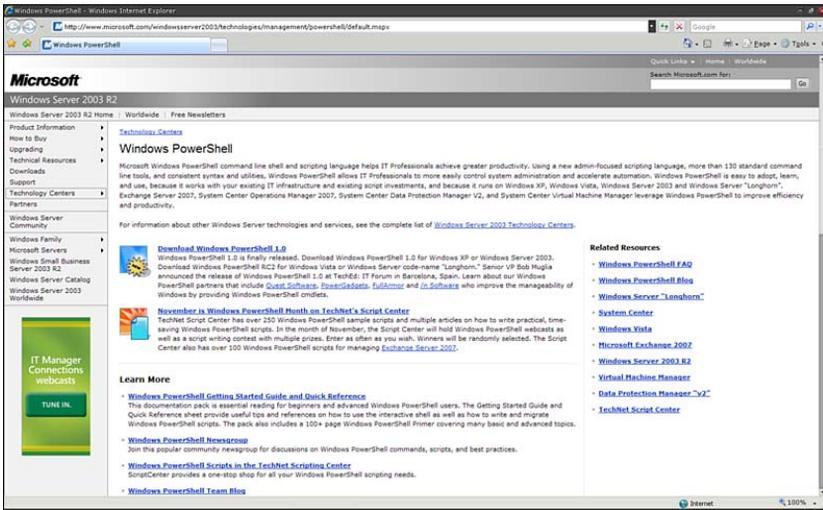 Windows PowerShell - Windows Internet Explorer
http://www.microsoft.com/windowsserver2003/technologies/management/powershell/default.mspx
Google
Windows PowerShell
Page
Tools
Quick Links
Home
Worldwide
Microsoft
Search Microsoft.com for:
Go
Windows Server 2003 R2
Windows Server 2003 R2 Home | Worldwide | Free Newsletters
Product Information
How to Buy
Upgrading
Technical Resources
Downloads
Support
Technology Centers
Partners
Windows Server
Community
Windows Family
Microsoft Servers
Windows Small Business
Server 2003 R2
Windows Server Catalog
Windows Server 2003
Worldwide
IT Manager
Connections
webcasts
TUNE IN.
Technology Centers
Windows PowerShell
Microsoft Windows PowerShell command line shell and scripting language helps IT Professionals achieve greater productivity. Using a new admin-focused scripting language, more than 130 standard command
line tools, and consistent syntax and utilities, Windows PowerShell allows IT Professionals to more easily control system administration and accelerate automation. Windows PowerShell is easy to adopt, learn,
and use, because it works with your existing IT infrastructure and existing script investments, and because it runs on Windows XP, Windows Vista, Windows Server 2003 and Windows Server "Longhorn".
Exchange Server 2007, System Center Operations Manager 2007, System Center Data Protection Manager V2, and System Center Virtual Machine Manager leverage Windows PowerShell to improve efficiency
and productivity.
For information about other Windows Server technologies and services, see the complete list of Windows Server 2003 Technology Centers.
Download Windows PowerShell 1.0
Windows PowerShell 1.0 is finally released. Download Windows PowerShell 1.0 for Windows XP or Windows Server 2003.
Download Windows PowerShell RC2 for Windows Vista or Windows Server code-name "Longhorn." Senior VP Bob Muglia
announced the release of Windows PowerShell 1.0 at TechEd: IT Forum in Barcelona, Spain. Learn about our Windows
PowerShell partners that include Quest Software, PowerGadgets, FullArmor and /n Software who improve the manageability of
Windows by providing Windows PowerShell cmdlets.
November is Windows PowerShell Month on TechNet's Script Center
TechNet Script Center has over 250 Windows PowerShell sample scripts and multiple articles on how to write practical, time-
saving Windows PowerShell scripts. In the month of November, the Script Center will hold Windows PowerShell webcasts as
well as a script writing contest with multiple prizes. Enter as often as you wish. Winners will be randomly selected. The Script
Center also has over 100 Windows PowerShell scripts for managing Exchange Server 2007.
Learn More
Windows PowerShell Getting Started Guide and Quick Reference
This documentation pack is essential reading for beginners and advanced Windows PowerShell users. The Getting Started Guide and
Quick Reference sheet provide useful tips and references on how to use the interactive shell as well as how to write and migrate
Windows PowerShell scripts. The pack also includes a 100+ page Windows PowerShell Primer covering many basic and advanced topics.
Windows PowerShell Newsgroup
Join this popular community newsgroup for discussions on Windows PowerShell commands, scripts, and best practices.
Windows PowerShell Scripts in the TechNet Scripting Center
ScriptCenter provides a one-stop shop for all your Windows PowerShell scripting needs.
Windows PowerShell Team Blog
Related Resources
Windows PowerShell FAQ
Windows PowerShell Blog
Windows Server "Longhorn"
System Center
Windows Vista
Microsoft Exchange 2007
Windows Server 2003 R2
Virtual Machine Manager
Data Protection Manager "v2"
TechNet Script Center
Internet
100%